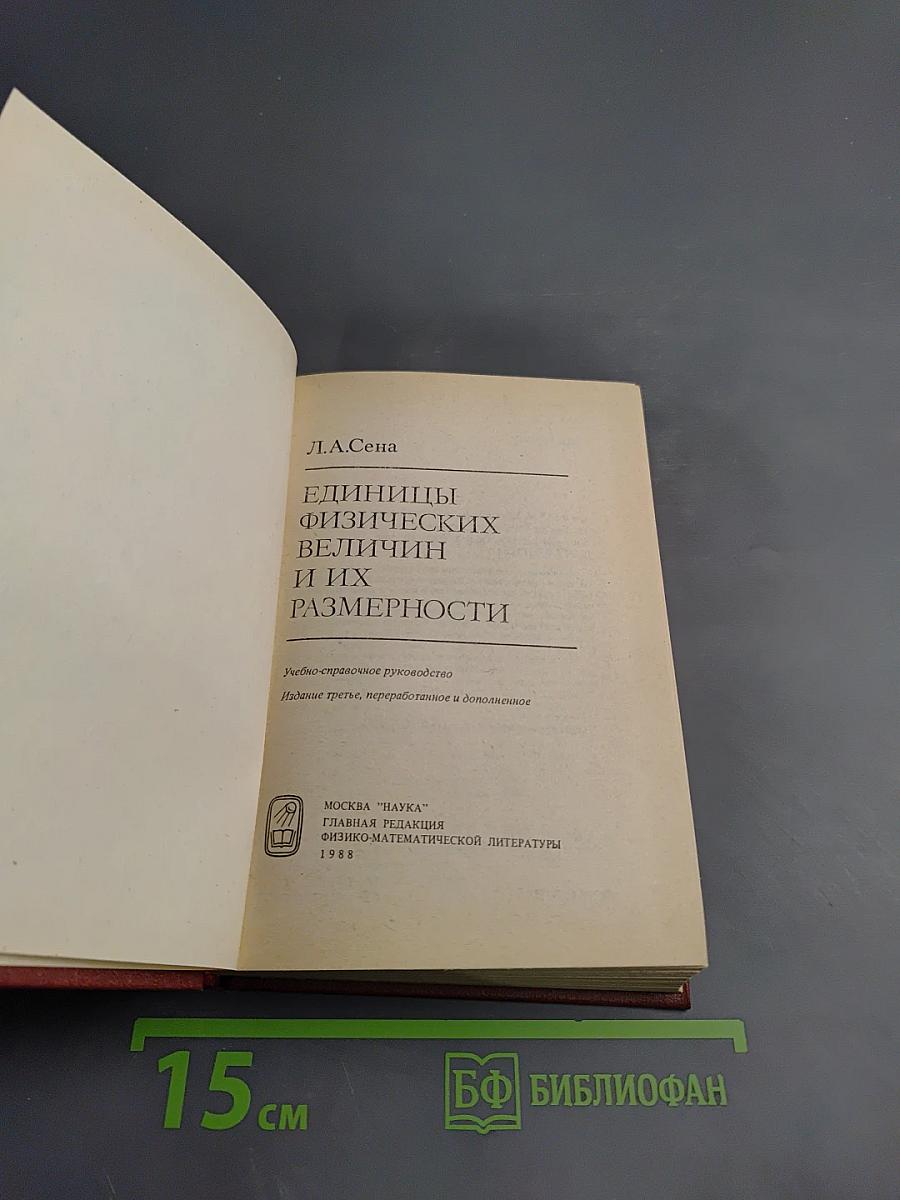 Л.А.Сена
ЕДИНИЦЫ
ФИЗИЧЕСКИХ
ВЕЛИЧИН
И ИХ
РАЗМЕРНОСТИ
Учебно-справочное руководство
Издание третье, переработанное и дополненное
МОСКВА "НАУКА"
ГЛАВНАЯ РЕДАКЦИЯ
ФИЗИКО-МАТЕМАТИЧЕСКОЙ ЛИТЕРАТУРЫ
1988
15 см
БФ БИБЛИОФАН